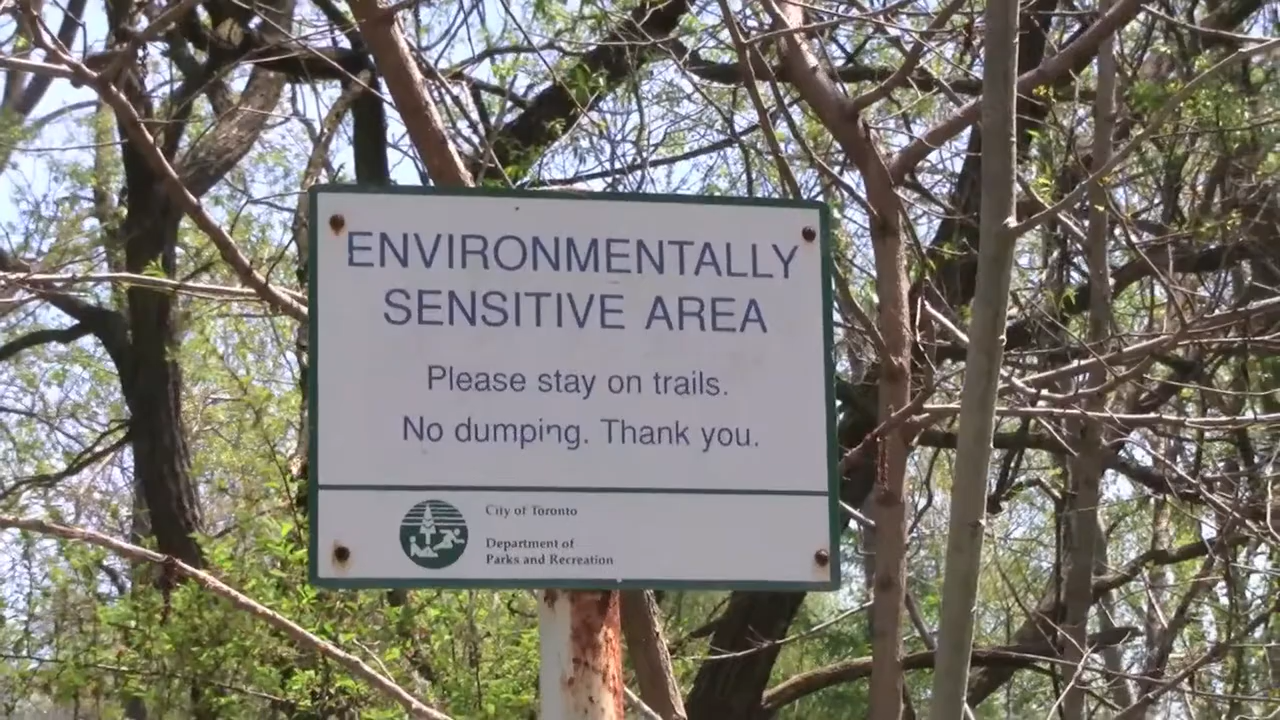 ENVIRONMENTALLY
SENSITIVE AREA
Please stay on trails.
No dumping. Thank you.
City of Toronto
Department of
Parks and Recreation